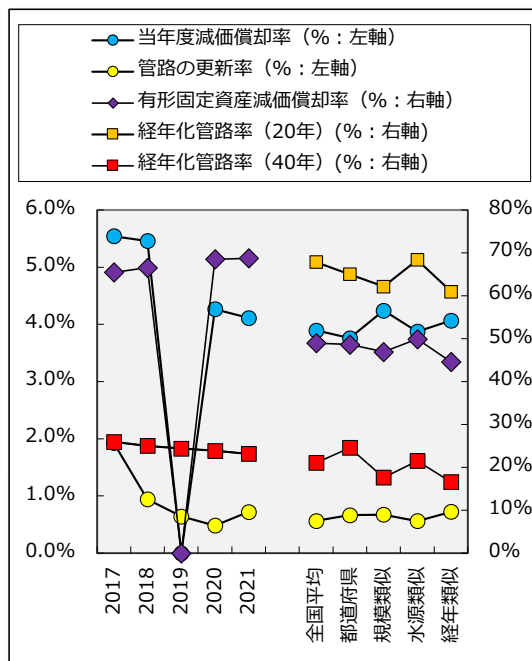 当年度減価償却率（%：左軸）
管路の更新率（%：左軸）
有形固定資産減価償却率（%：右軸）
経年化管路率（20年）(%：右軸)
経年化管路率（40年）(%：右軸)
6.0%
5.0%
4.0%
3.0%
2.0%
1.0%
0.0%
80%
70%
60%
50%
40%
30%
20%
10%
0%
2017
2018
2019
2020
2021
全国平均
都道府県
規模類似
水源類似
経年類似